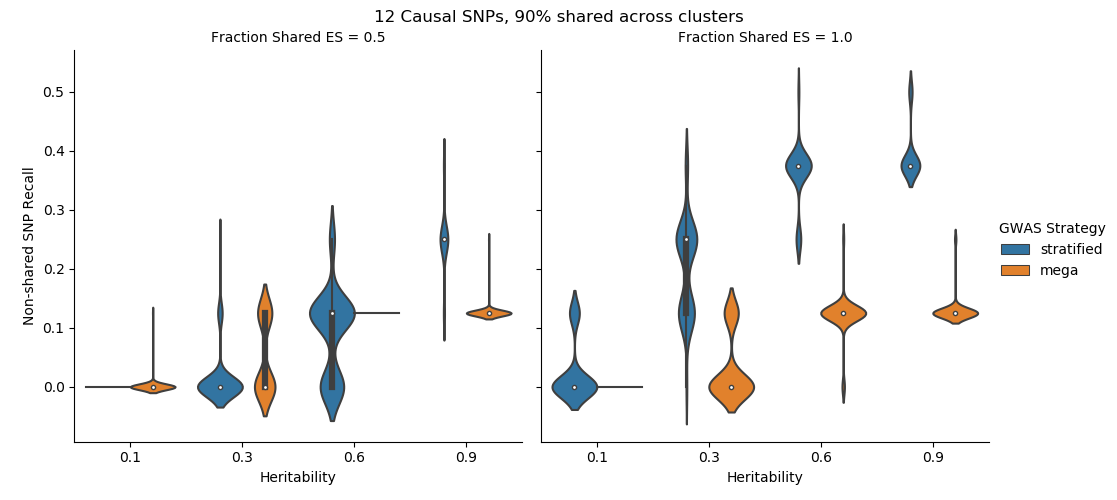 12 Causal SNPs, 90% shared across clusters
Fraction Shared ES = 0.5
Fraction Shared ES = 1.0
Non-shared SNP Recall
0.5
0.4
0.3
0.2
0.1
0.0
0.1 0.3 0.6 0.9
0.1 0.3 0.6 0.9
Heritability
Heritability
GWAS Strategy
stratified
mega